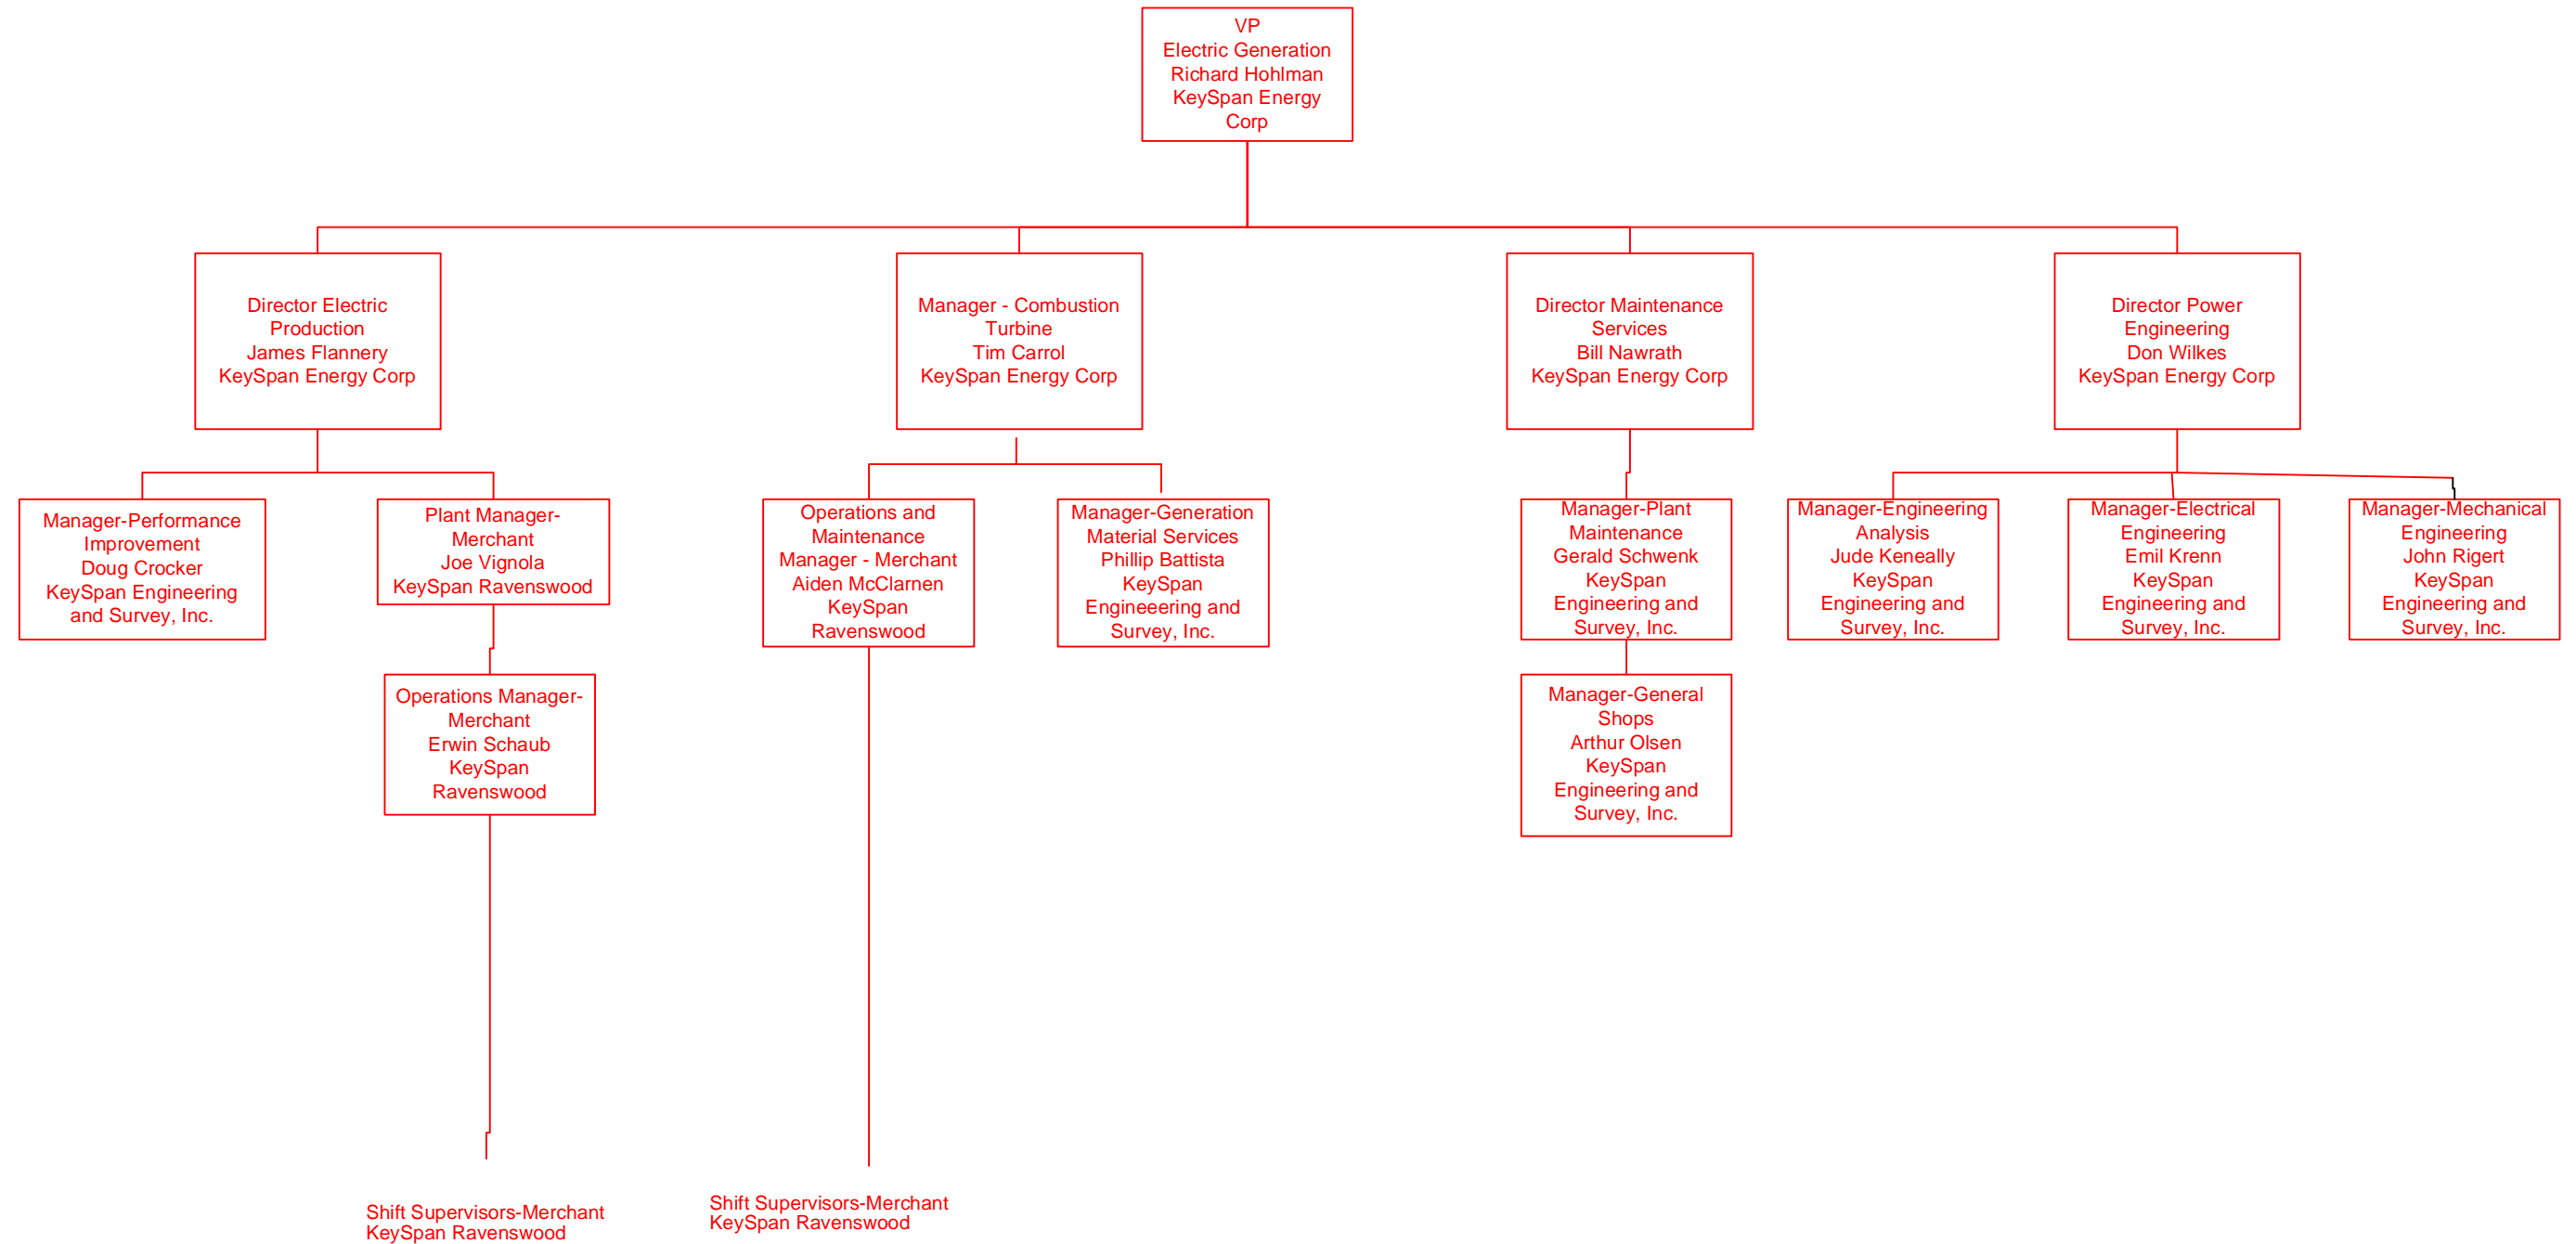 VP
Electric Generation
Richard Hohlman
KeySpan Energy
Corp
Director Electric
Production
James Flannery
KeySpan Energy Corp
Manager - Combustion
Turbine
Tim Carrol
KeySpan Energy Corp
Director Maintenance
Services
Bill Nawrath
KeySpan Energy Corp
Director Power
Engineering
Don Wilkes
KeySpan Energy Corp
Manager-Performance
Improvement
Doug Crocker
KeySpan Engineering
and Survey, Inc.
Plant Manager-
Merchant
Joe Vignola
KeySpan Ravenswood
Operations and
Maintenance
Manager - Merchant
Aiden McClarnen
KeySpan
Ravenswood
Manager-Generation
Material Services
Phillip Battista
KeySpan
Engineeering and
Survey, Inc.
Manager-Plant
Maintenance
Gerald Schwenk
KeySpan
Engineering and
Survey, Inc.
Manager-Engineering
Analysis
Jude Keneally
KeySpan
Engineering and
Survey, Inc.
Manager-Electrical
Engineering
Emil Krenn
KeySpan
Engineering and
Survey, Inc.
Manager-Mechanical
Engineering
John Rigert
KeySpan
Engineering and
Survey, Inc.
Operations Manager-
Merchant
Erwin Schaub
KeySpan
Ravenswood
Manager-General
Shops
Arthur Olsen
KeySpan
Engineering and
Survey, Inc.
Shift Supervisors-Merchant
KeySpan Ravenswood
Shift Supervisors-Merchant
KeySpan Ravenswood